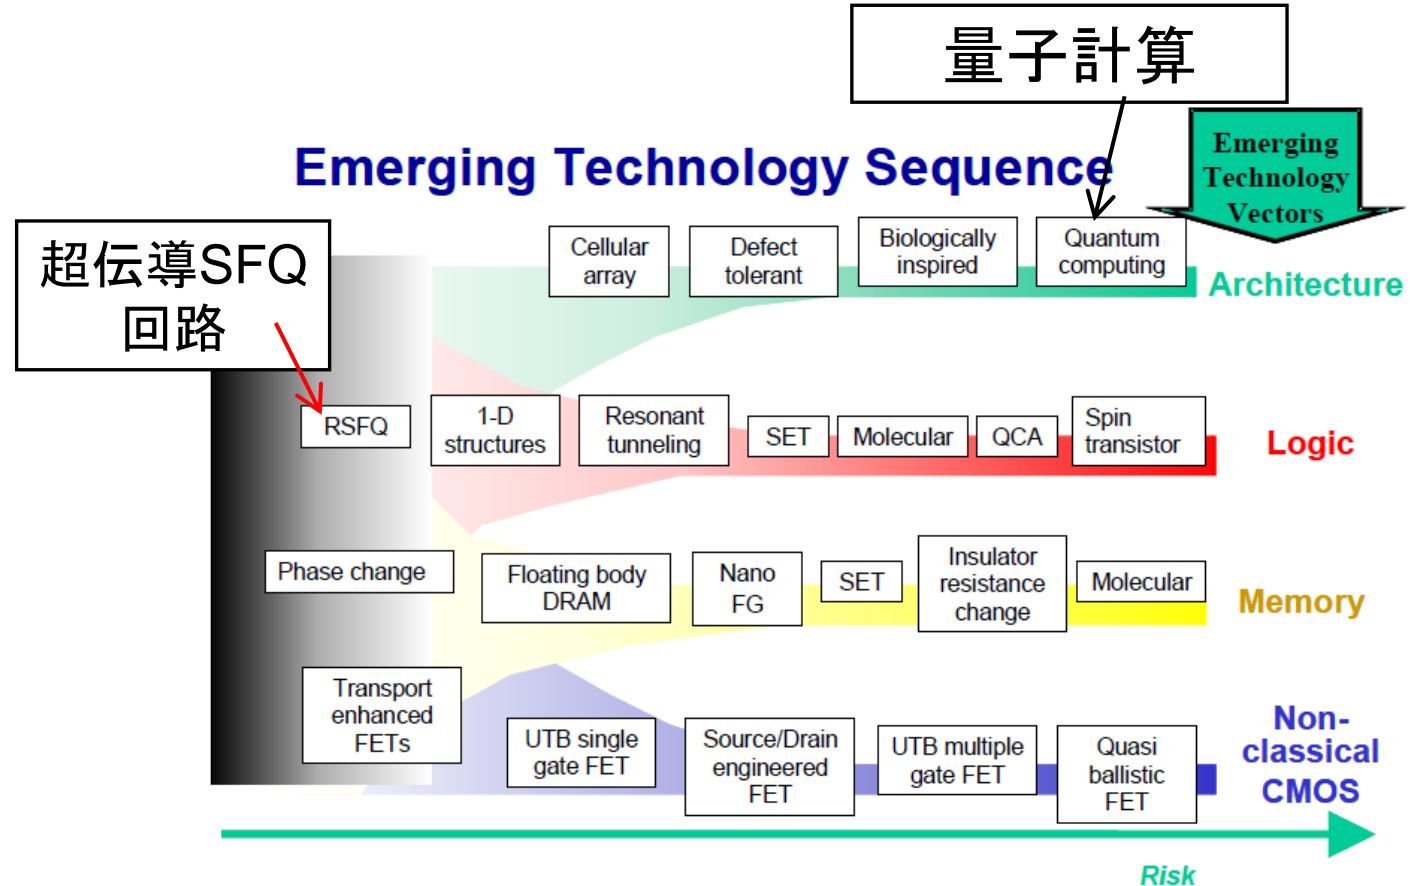 量子計算
Emerging Technology Sequence
Emerging
Technology
Vectors
超伝導SFQ
回路
Cellular
array
Defect
tolerant
Biologically
inspired
Quantum
computing
Architecture
RSFQ
1-D
structures
Resonant
tunneling
SET
Molecular
QCA
Spin
transistor
Logic
Phase change
Floating body
DRAM
Nano
FG
SET
Insulator
resistance
change
Molecular
Memory
Transport
enhanced
FETs
UTB single
gate FET
Source/Drain
engineered
FET
UTB multiple
gate FET
Quasi
ballistic
FET
Non-
classical
CMOS
Risk